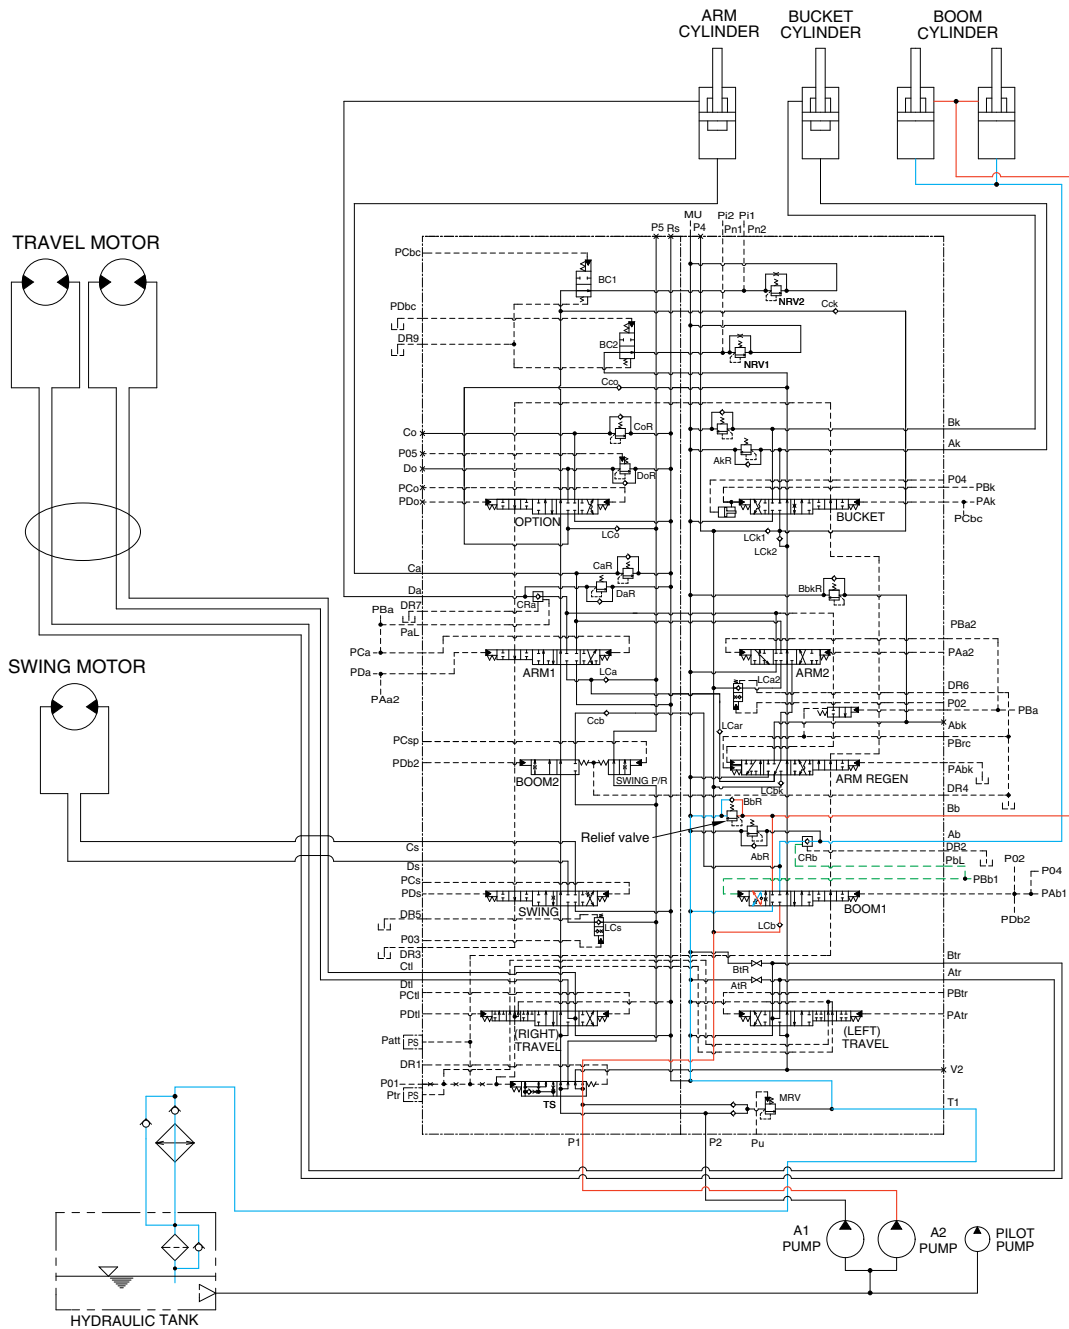 ARM
CYLINDER
BUCKET
CYLINDER
BOOM
CYLINDER
TRAVEL MOTOR
SWING MOTOR
P5 Rs
MU
P4
Pi2
Pn1
Pi1
Pn2
PCbc
BC1
NRV2
Cck
PDbc
DR9
BC2
NRV1
Cco
Co
CoR
Bk
Ak
AkR
P05
Do
DoR
PCo
PDo
OPTION
LCo
P04
PBk
PAk
PCbc
BUCKET
LCk1
LCk2
Ca
CaR
Da
DaR
CRa
BbkR
PBa
DR7
PaL
PCa
PDa
PAa2
ARM1
LCa
PBa2
PAa2
ARM2
LCa2
DR6
P02
PBa
LCar
Abk
Ccb
PCsp
PDb2
BOOM2
SWING P/R
PBrc
PAbk
ARM REGEN
LCbk
DR4
BbR
Bb
Relief valve
AbR
Ab
CRb
DR2
PbL
P02
P04
PBb1
PAb1
PDb2
BOOM1
LCb
Cs
Ds
PCs
PDs
SWING
DR5
LCs
P03
DR3
Ctl
Dtl
PCtl
PDtl
(RIGHT)
TRAVEL
Btr
BtR
Atr
AtR
PBtr
PAtr
(LEFT)
TRAVEL
Patt
PS
DR1
P01
Ptr
PS
TS
V2
MRV
T1
P1
P2
Pu
A1
PUMP
A2
PUMP
PILOT
PUMP
HYDRAULIC TANK